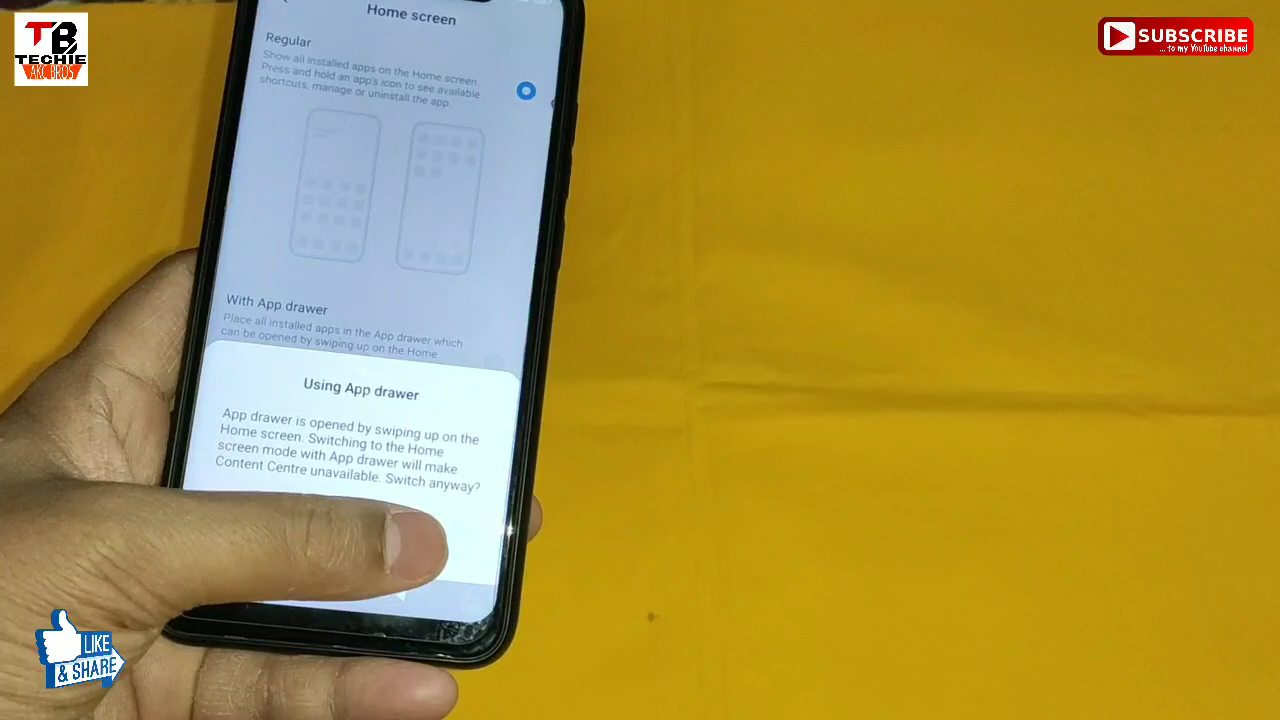 TB
TECHIE
ARC BROS
SUBSCRIBE
... to my YouTube channel
Home screen
Regular
Show all installed apps on the Home screen.
Press and hold an app's icon to see available
shortcuts, manage or uninstall the app.
With App drawer
Place all installed apps in the App drawer which
can be opened by swiping up on the Home
Using App drawer
App drawer is opened by swiping up on the
Home screen. Switching to the Home
screen mode with App drawer will make
Content Centre unavailable. Switch anyway?
LIKE
& SHARE